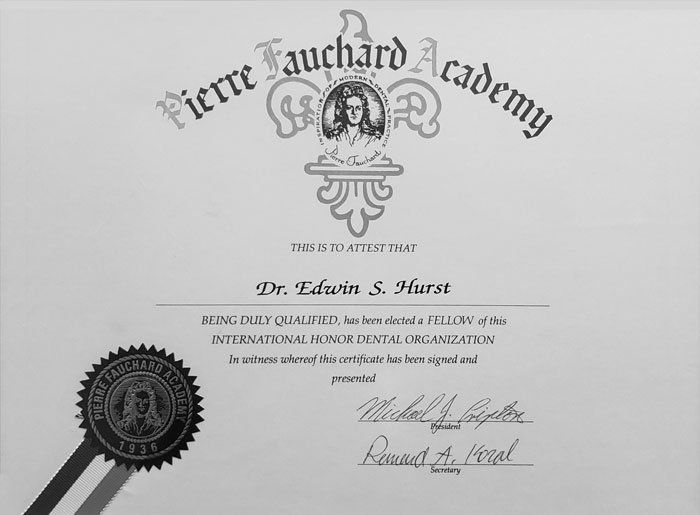 Pierre Fauchard Academy
INSPIRATION OF MODERN DENTAL PRACTICE
Pierre Fauchard
THIS IS TO ATTEST THAT
Dr. Edwin S. Hurst
BEING DULY QUALIFIED, has been elected a FELLOW of this
INTERNATIONAL HONOR DENTAL ORGANIZATION
In witness whereof this certificate has been signed and
presented
Michael J.
President
A.
Secretary
PIERRE FAUCHARD ACADEMY
1936